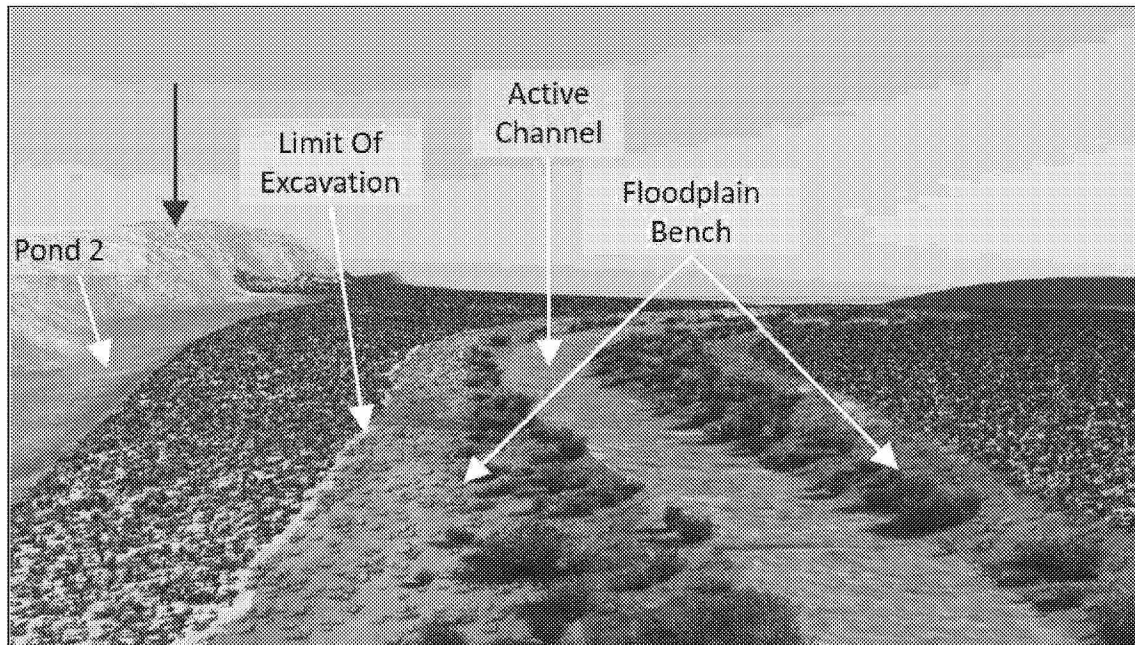 Active
Channel
Limit Of
Excavation
Floodplain
Bench
Pond 2